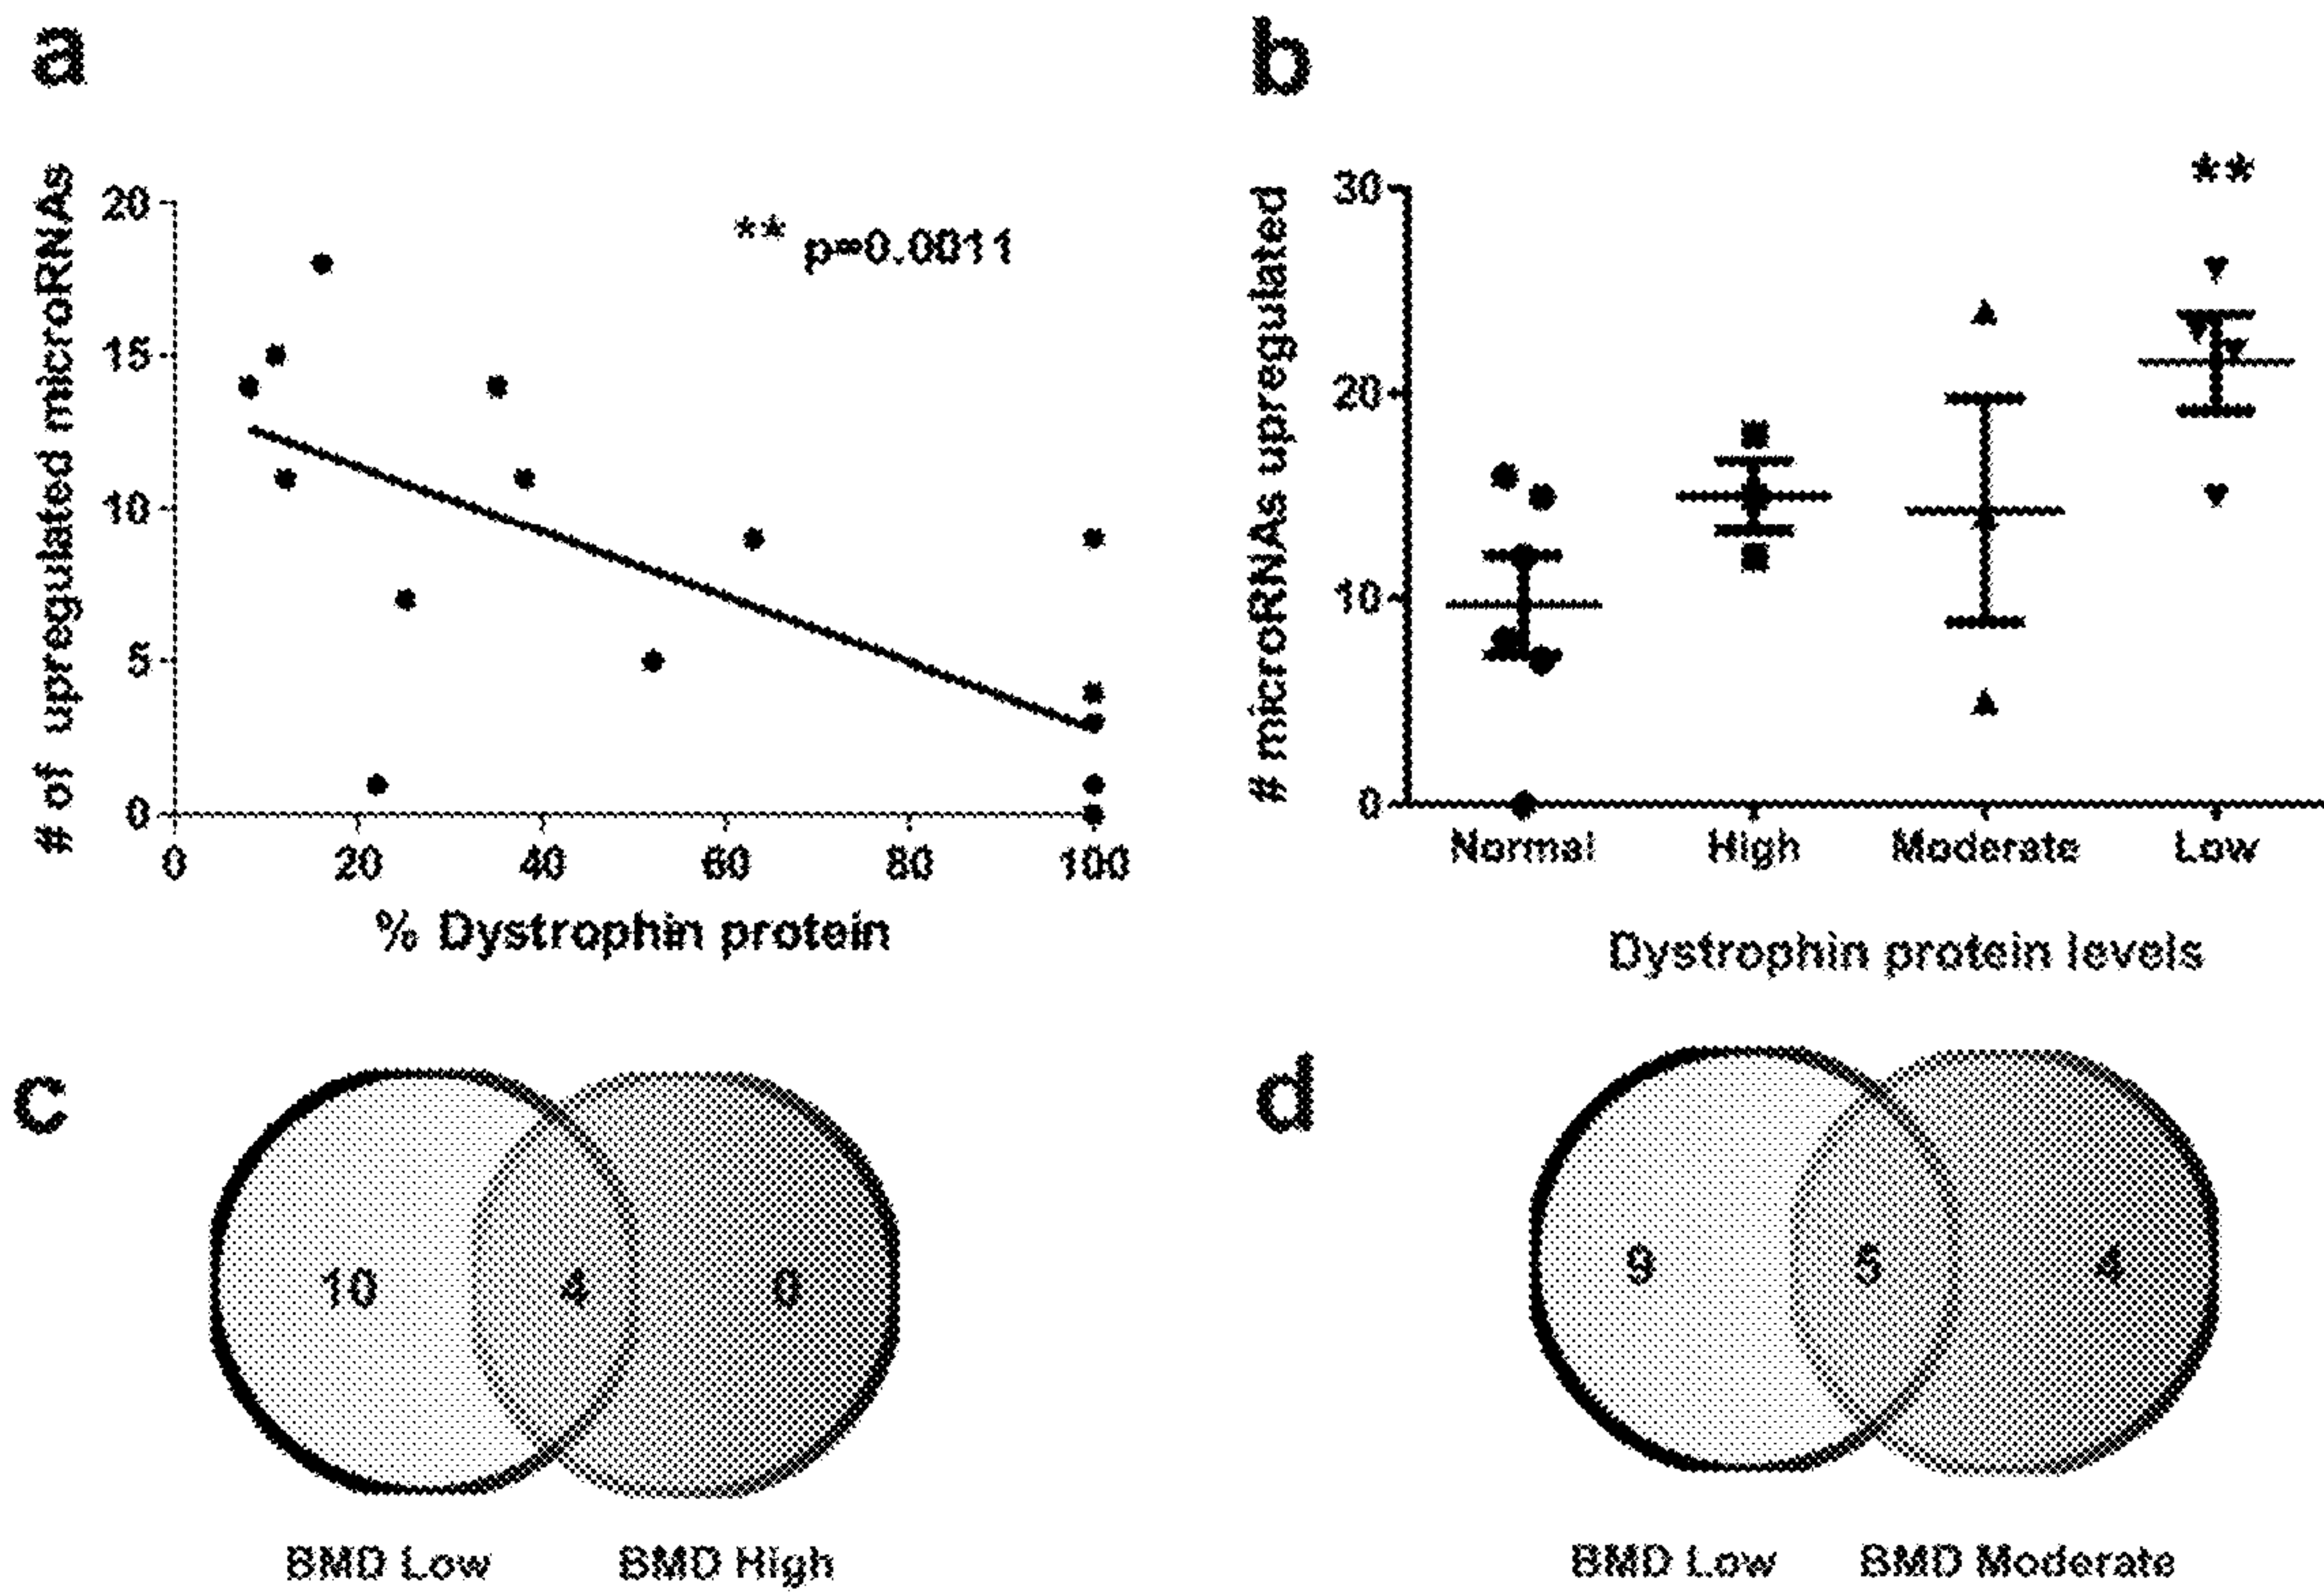 a
# of upregulated microRNAs
20
15
10
5
0
** p=0.0011
0 20 40 60 80 100
% Dystrophin protein
b
# microRNAs upregulated
30
20
10
0
**
Normal High Moderate Low
Dystrophin protein levels
c
10 4 0
BMD Low BMD High
d
9 5 4
BMD Low BMD Moderate